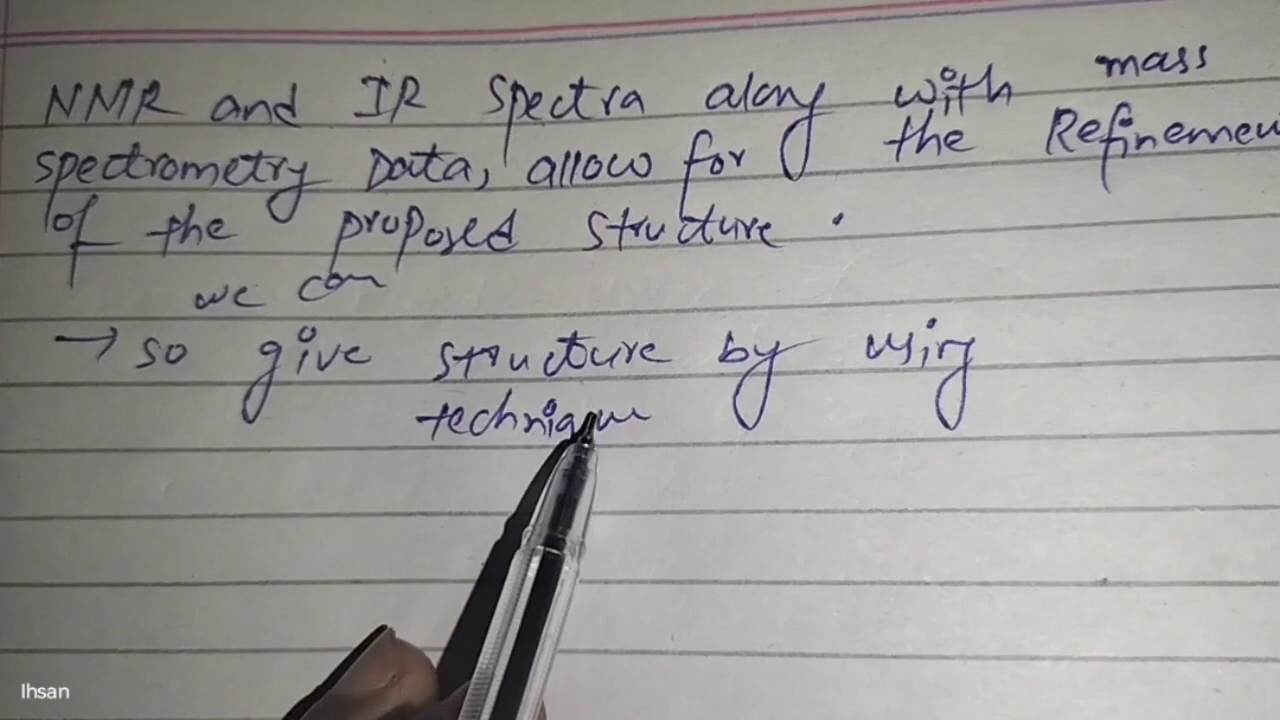 NMR and IR Spectra along with mass
spectrometry Data, allow for the Refinemen
of the proposed structure.
we can
→ so give structure by using
technique
Ihsan